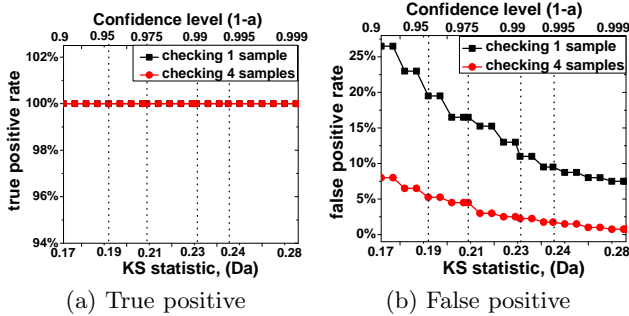 Confidence level (1-a)
0.9 0.95 0.975 0.99 0.995 0.999
102%
100%
98%
96%
94%
true positive rate
checking 1 sample
checking 4 samples
0.17 0.19 0.21 0.23 0.24 0.28
KS statistic, (Da)
(a) True positive
Confidence level (1-a)
0.9 0.95 0.975 0.99 0.995 0.999
25%
20%
15%
10%
5%
0%
false positive rate
checking 1 sample
checking 4 samples
0.17 0.19 0.21 0.23 0.24 0.28
KS statistic, (Da)
(b) False positive